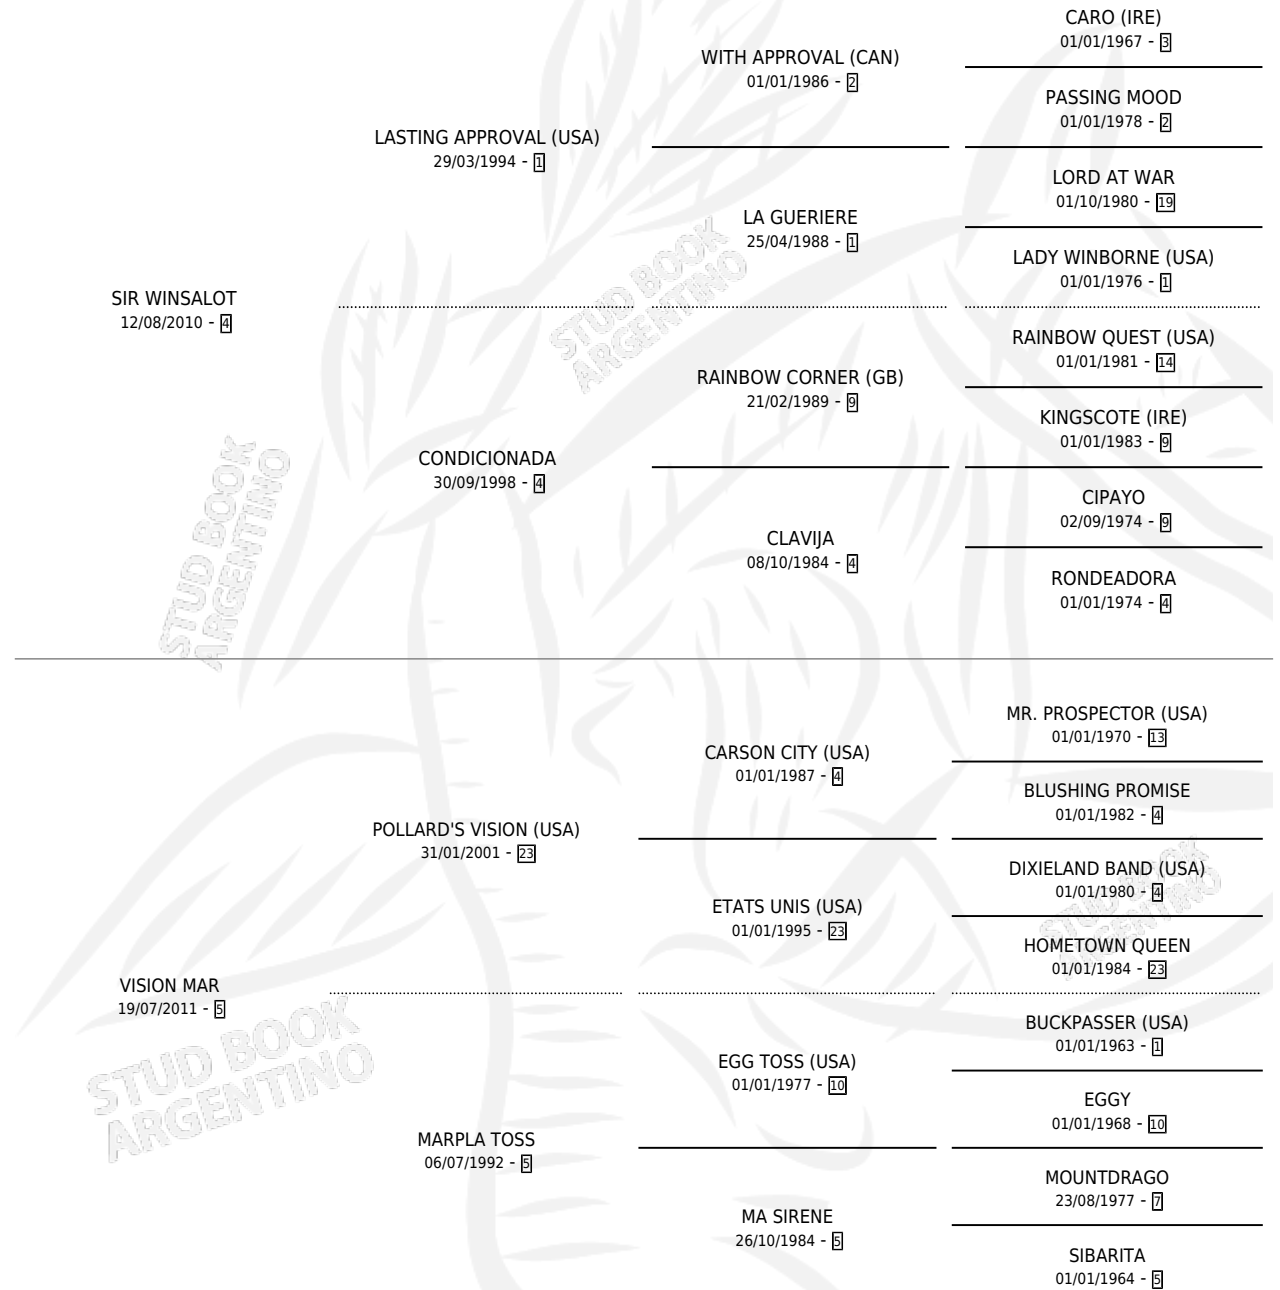 CARO (IRE)
01/01/1967 - 3
WITH APPROVAL (CAN)
01/01/1986 - 2
PASSING MOOD
01/01/1978 - 2
LASTING APPROVAL (USA)
29/03/1994 - 1
LORD AT WAR
01/10/1980 - 19
LA GUERIERE
25/04/1988 - 1
LADY WINBORNE (USA)
01/01/1976 - 1
SIR WINSALOT
12/08/2010 - 4
RAINBOW QUEST (USA)
01/01/1981 - 14
RAINBOW CORNER (GB)
21/02/1989 - 9
KINGSCOTE (IRE)
01/01/1983 - 9
CONDICIONADA
30/09/1998 - 4
CIPAYO
02/09/1974 - 9
CLAVIJA
08/10/1984 - 4
RONDEADORA
01/01/1974 - 4
STUD BOOK
ARGENTINO
STUD BOOK
ARGENTINO
MR. PROSPECTOR (USA)
01/01/1970 - 13
CARSON CITY (USA)
01/01/1987 - 4
BLUSHING PROMISE
01/01/1982 - 4
POLLARD'S VISION (USA)
31/01/2001 - 23
DIXIELAND BAND (USA)
01/01/1980 - 4
ETATS UNIS (USA)
01/01/1995 - 23
HOMETOWN QUEEN
01/01/1984 - 23
VISION MAR
19/07/2011 - 5
BUCKPASSER (USA)
01/01/1963 - 1
EGG TOSS (USA)
01/01/1977 - 10
EGGY
01/01/1968 - 10
MARPLA TOSS
06/07/1992 - 5
MOUNTDRAGO
23/08/1977 - 7
MA SIRENE
26/10/1984 - 5
SIBARITA
01/01/1964 - 5
STUD BOOK
ARGENTINO
STUD BOOK
ARGENTINO